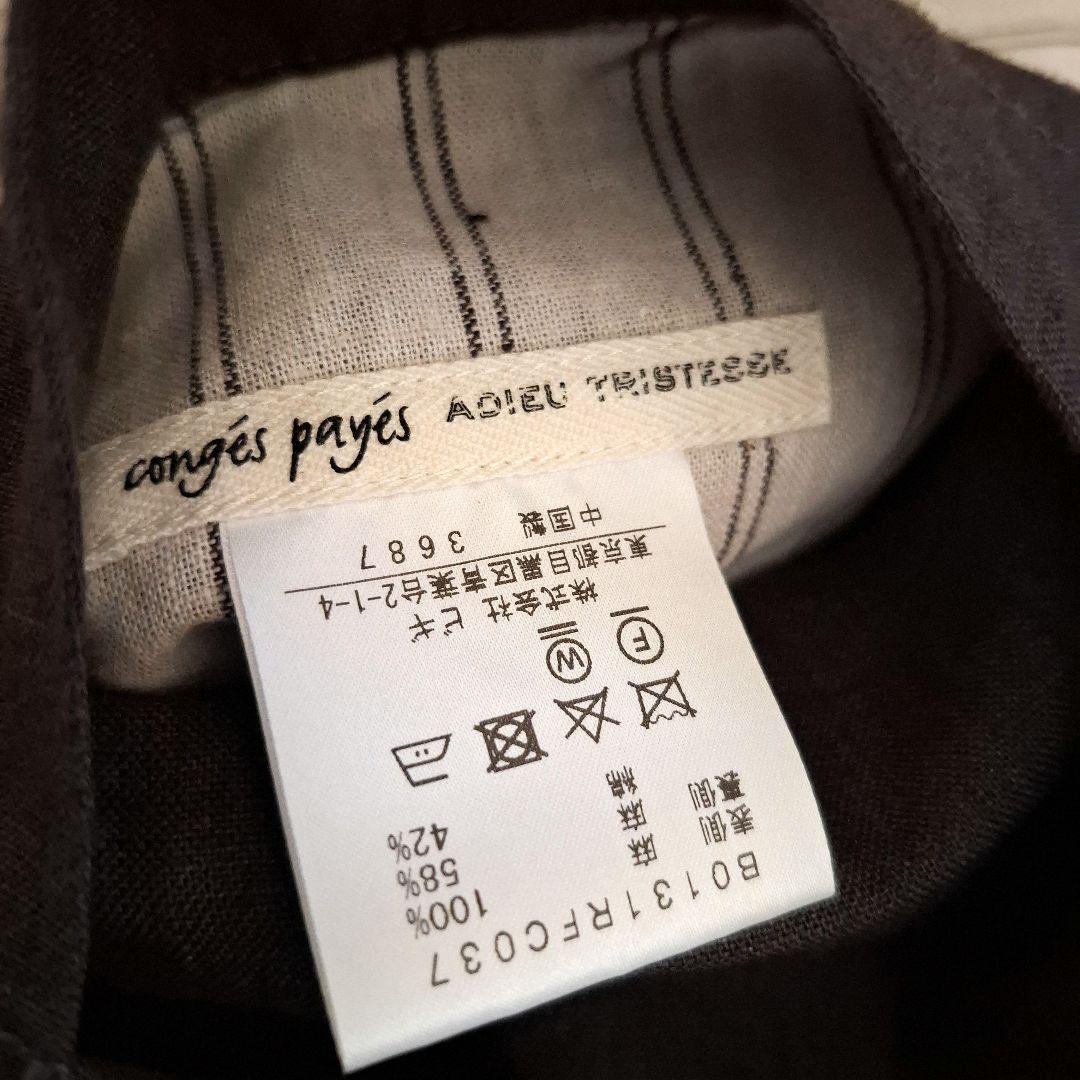 congés payés ADIEU TRISTESSE
B0131RFC037
表側 麻 100%
裏側 麻 58%
綿 42%
W F
株式会社 ビギ
東京都目黒区青葉台2-1-4
中国製 3687